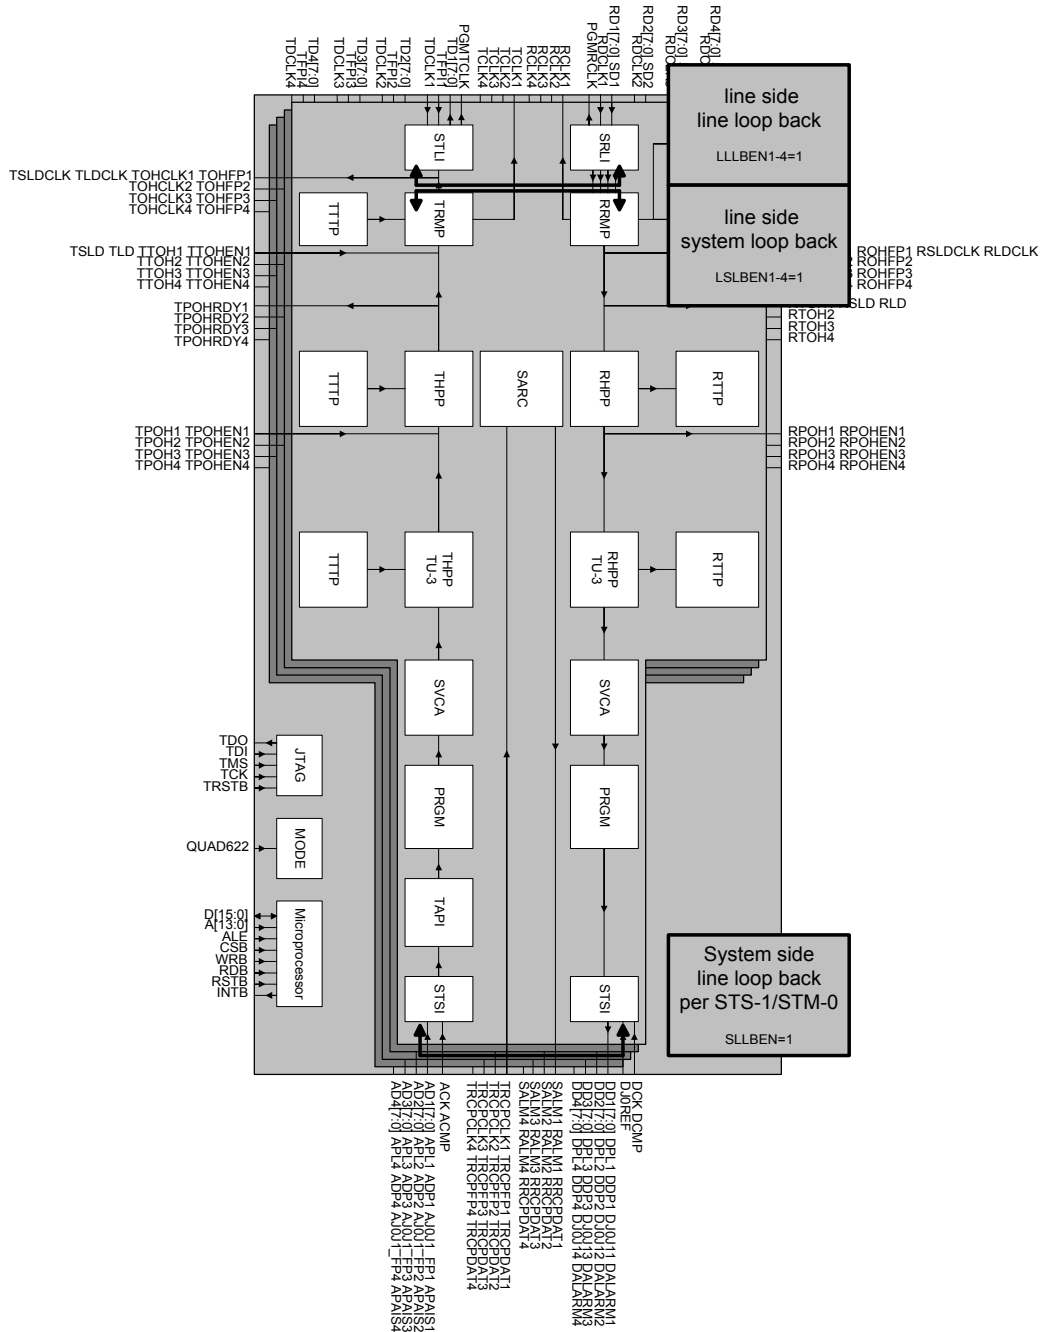 TDCLK4
TFPI4
TD4[7:0]
TDCLK3
TFPI3
TD3[7:0]
TDCLK2
TFPI2
TD2[7:0]
TDCLK1
TFPI1
TD1[7:0]
PGMTCLK
TCLK4
TCLK3
TCLK2
TCLK1
RCLK4
RCLK3
RCLK2
RCLK1
PGMRCLK
RDCLK1
RD1[7:0] SD1
RDCLK2
RD2[7:0] SD2
RD3[7:0]
RD4[7:0]
line side
line loop back
LLLBEN1-4=1
line side
system loop back
LSLBEN1-4=1
STLI
SRLI
TSLDCLK TLDCLK TOHCLK1 TOHFP1
TOHCLK2 TOHFP2
TOHCLK3 TOHFP3
TOHCLK4 TOHFP4
TTTP
TRMP
RRMP
TSLD TLD TTOH1 TTOHEN1
TTOH2 TTOHEN2
TTOH3 TTOHEN3
TTOH4 TTOHEN4
ROHFP1 RSLDCLK RLDCLK
ROHFP2
ROHFP3
ROHFP4
TPOHRDY1
TPOHRDY2
TPOHRDY3
TPOHRDY4
RLD
RTOH2
RTOH3
RTOH4
TTTP
THPP
SARC
RHPP
RTTP
TPOH1 TPOHEN1
TPOH2 TPOHEN2
TPOH3 TPOHEN3
TPOH4 TPOHEN4
RPOH1 RPOHEN1
RPOH2 RPOHEN2
RPOH3 RPOHEN3
RPOH4 RPOHEN4
TTTP
THPP
TU-3
RHPP
TU-3
RTTP
SVCA
SVCA
TDO
TDI
TMS
TCK
TRSTB
JTAG
PRGM
PRGM
QUAD622
MODE
TAPI
D[15:0]
A[13:0]
ALE
CSB
WRB
RDB
RSTB
INTB
Microprocessor
STSI
STSI
System side
line loop back
per STS-1/STM-0
SLLBEN=1
AD4[7:0] APL4 ADP4 AJ0J1_FP4 APAIS4
AD3[7:0] APL3 ADP3 AJ0J1_FP3 APAIS3
AD2[7:0] APL2 ADP2 AJ0J1_FP2 APAIS2
AD1[7:0] APL1 ADP1 AJ0J1_FP1 APAIS1
ACK ACMP
TRCPCLK4 TRCPFP4 TRCPDAT4
TRCPCLK3 TRCPFP3 TRCPDAT3
TRCPCLK2 TRCPFP2 TRCPDAT2
TRCPCLK1 TRCPFP1 TRCPDAT1
SALM4 RALM4 RRCPDAT4
SALM3 RALM3 RRCPDAT3
SALM2 RALM2 RRCPDAT2
SALM1 RALM1 RRCPDAT1
DD4[7:0] DPL4 DDP4 DJ0J14 DALARM4
DD3[7:0] DPL3 DDP3 DJ0J13 DALARM3
DD2[7:0] DPL2 DDP2 DJ0J12 DALARM2
DD1[7:0] DPL1 DDP1 DJ0J11 DALARM1
DJ0REF
DCK DCMP